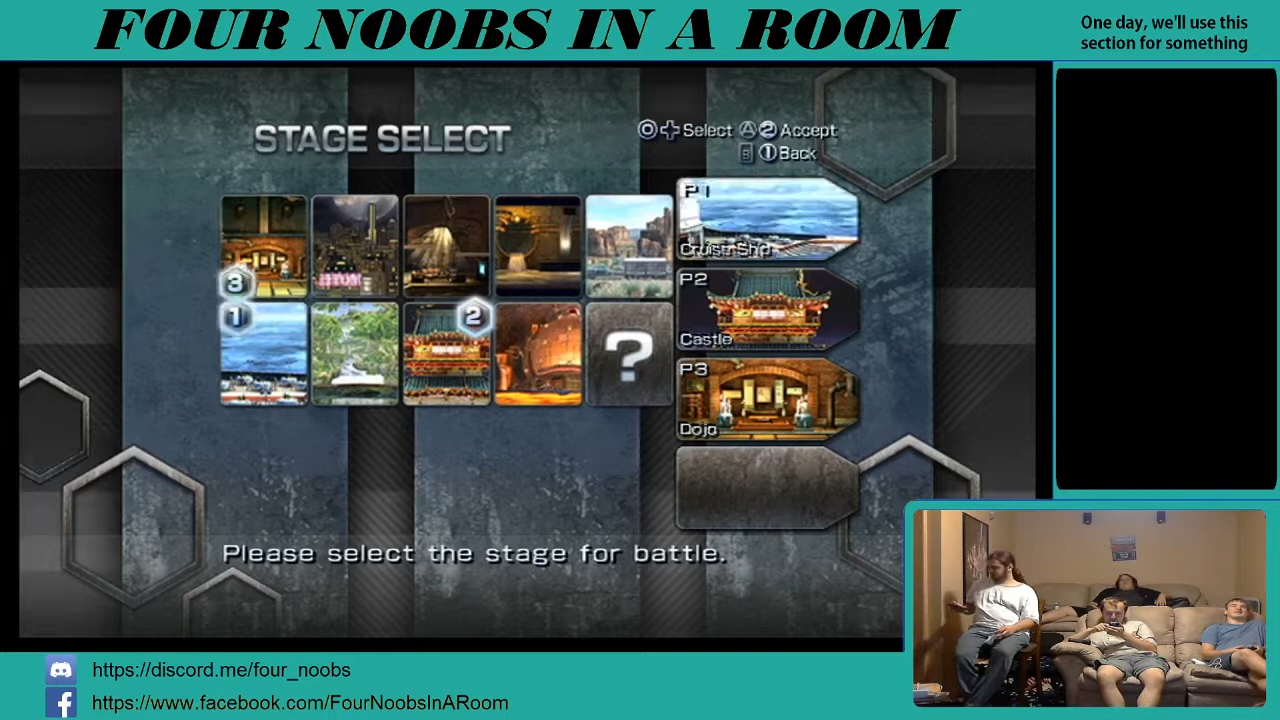 FOUR NOOBS IN A ROOM
One day, we'll use this
section for something
STAGE SELECT
Select A 2 Accept
B 1 Back
P1
Cruise Ship
P2
Castle
P3
Dojo
3
1
2
?
Please select the stage for battle.
https://discord.me/four_noobs
https://www.facebook.com/FourNoobsInARoom